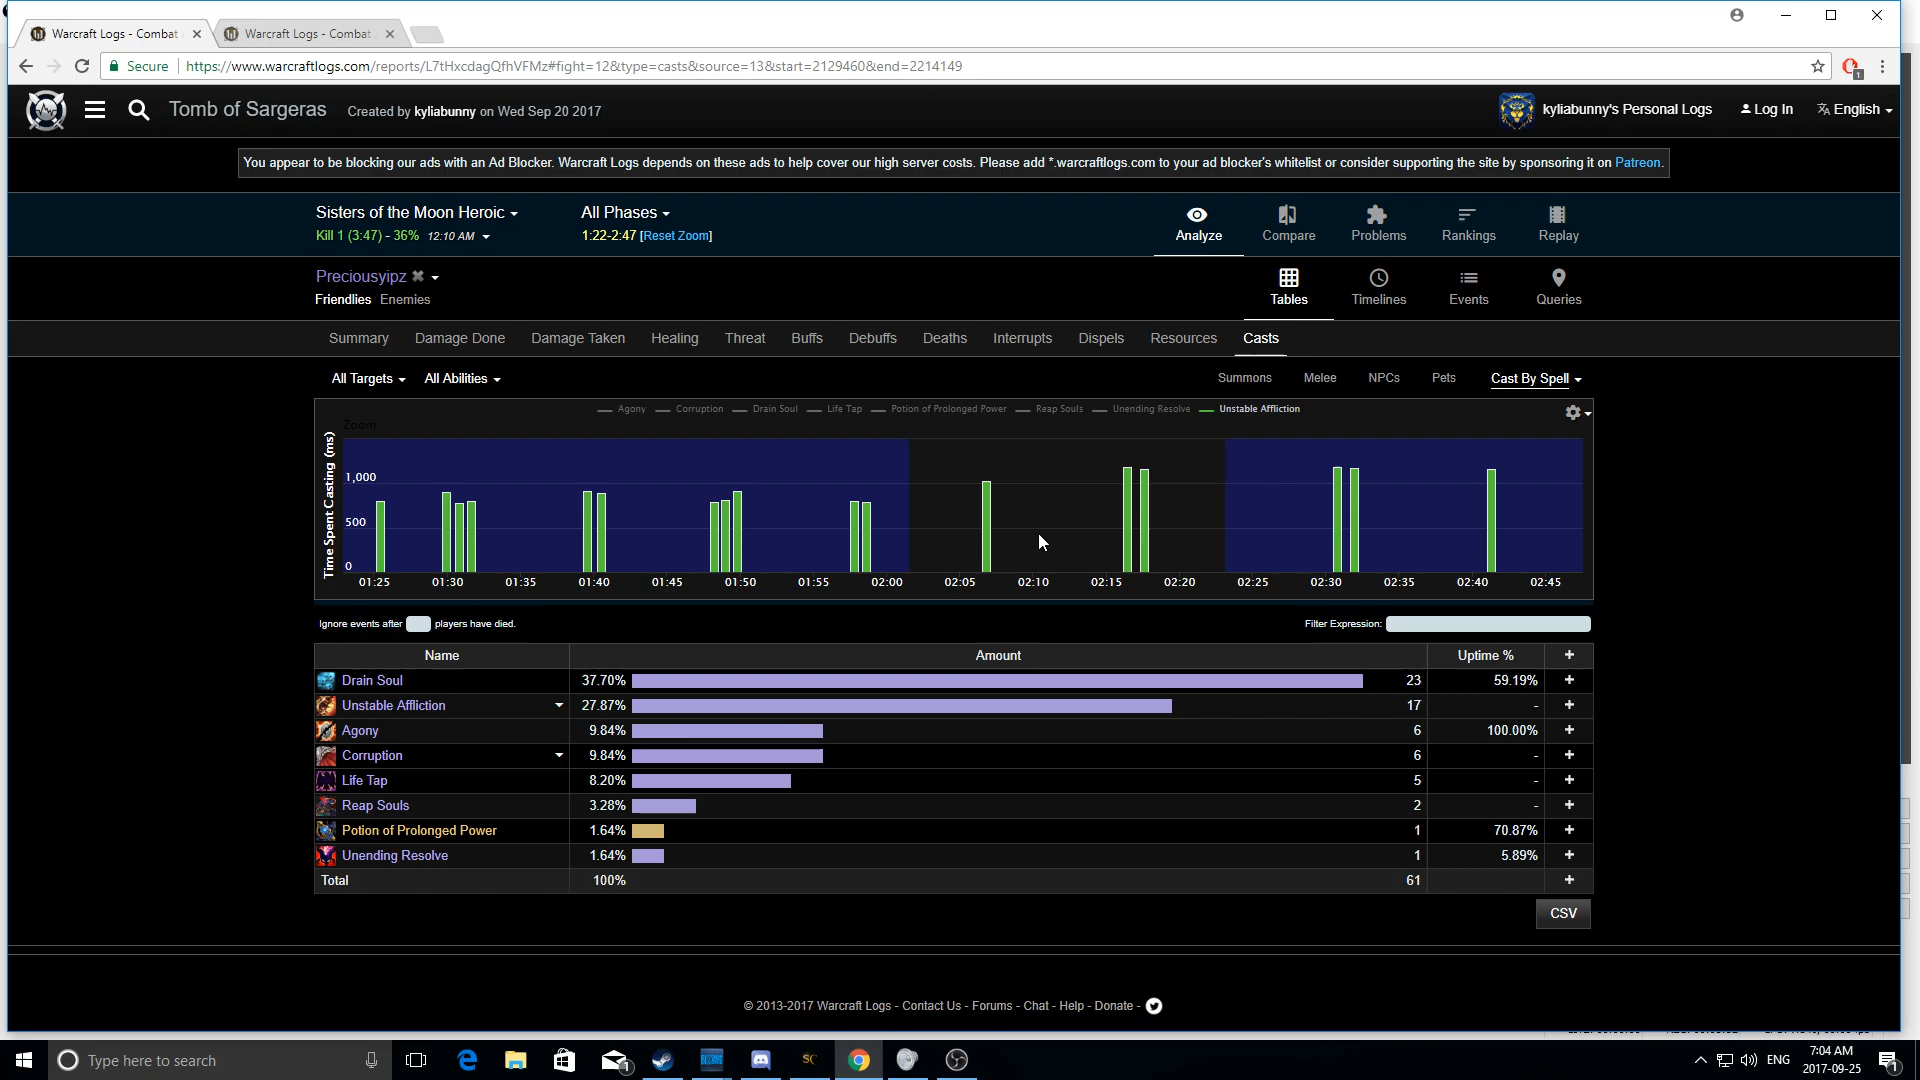 Warcraft Logs - Combat
Warcraft Logs - Combat
Secure
https://www.warcraftlogs.com/reports/L7tHxcdagQfhVFMz#fight=12&type=casts&source=13&start=2129460&end=2214149
1
Tomb of Sargeras
Created by kyliabunny on Wed Sep 20 2017
kyliabunny's Personal Logs
Log In
English
You appear to be blocking our ads with an Ad Blocker. Warcraft Logs depends on these ads to help cover our high server costs. Please add *.warcraftlogs.com to your ad blocker's whitelist or consider supporting the site by sponsoring it on Patreon.
Sisters of the Moon Heroic
All Phases
Kill 1 (3:47) - 36% 12:10 AM
1:22-2:47 [Reset Zoom]
Analyze
Compare
Problems
Rankings
Replay
Preciousyipz
Friendlies Enemies
Tables
Timelines
Events
Queries
Summary Damage Done Damage Taken Healing Threat Buffs Debuffs Deaths Interrupts Dispels Resources Casts
All Targets All Abilities
Summons Melee NPCs Pets Cast By Spell
Agony Corruption Drain Soul Life Tap Potion of Prolonged Power Reap Souls Unending Resolve Unstable Affliction
Zoom
Time Spent Casting (ms)
1,000
500
0
01:25 01:30 01:35 01:40 01:45 01:50 01:55 02:00 02:05 02:10 02:15 02:20 02:25 02:30 02:35 02:40 02:45
Ignore events after players have died.
Filter Expression:
Name Amount Uptime % +
Drain Soul 37.70% 23 59.19% +
Unstable Affliction 27.87% 17 - +
Agony 9.84% 6 100.00% +
Corruption 9.84% 6 - +
Life Tap 8.20% 5 - +
Reap Souls 3.28% 2 - +
Potion of Prolonged Power 1.64% 1 70.87% +
Unending Resolve 1.64% 1 5.89% +
Total 100% 61 +
CSV
© 2013-2017 Warcraft Logs - Contact Us - Forums - Chat - Help - Donate -
Type here to search
1
SC
ENG
7:04 AM
2017-09-25
1